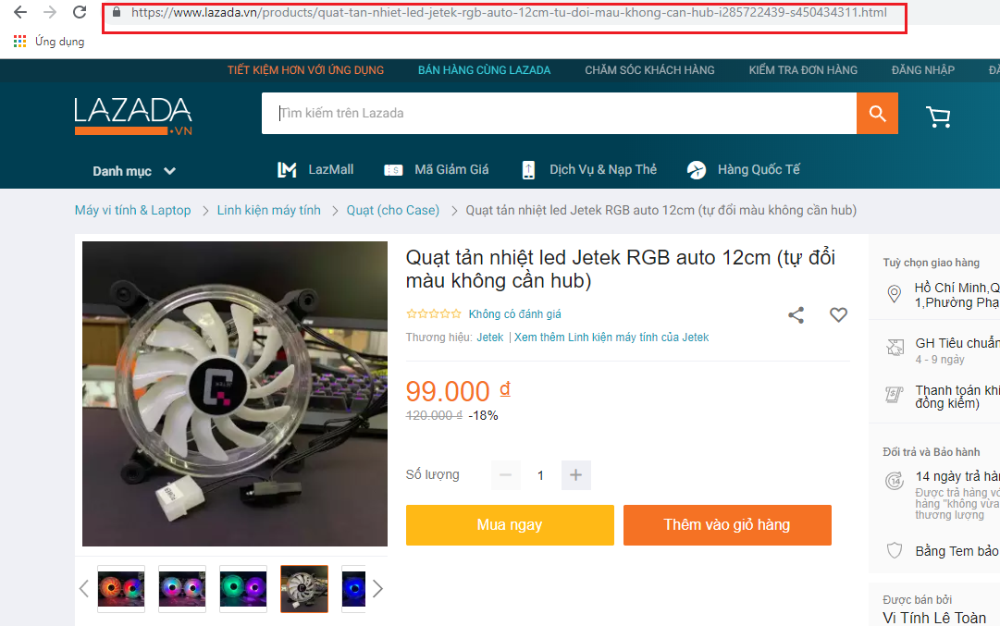 https://www.lazada.vn/products/quat-tan-nhiet-led-jetek-rgb-auto-12cm-tu-doi-mau-khong-can-hub-i285722439-s450434311.html
Ứng dụng
TIẾT KIỆM HƠN VỚI ỨNG DỤNG BÁN HÀNG CÙNG LAZADA CHĂM SÓC KHÁCH HÀNG KIỂM TRA ĐƠN HÀNG ĐĂNG NHẬP
LAZADA
.VN
Tìm kiếm trên Lazada
Danh mục LazMall Mã Giảm Giá Dịch Vụ & Nạp Thẻ Hàng Quốc Tế
Máy vi tính & Laptop > Linh kiện máy tính > Quạt (cho Case) > Quạt tản nhiệt led Jetek RGB auto 12cm (tự đổi màu không cần hub)
Quạt tản nhiệt led Jetek RGB auto 12cm (tự đổi
màu không cần hub)
Không có đánh giá
Thương hiệu: Jetek | Xem thêm Linh kiện máy tính của Jetek
99.000 ₫
120.000 ₫ -18%
Số lượng − 1 +
Mua ngay Thêm vào giỏ hàng
Tuỳ chọn giao hàng
Hồ Chí Minh,Q
1,Phường Phạ
GH Tiêu chuẩn
4 - 9 ngày
Thanh toán khi
đồng kiểm)
Đổi trả và Bảo hành
14 ngày trả hàn
Được trả hàng vớ
hàng "không vừa
thương lượng
Bằng Tem bảo
Được bán bởi
Vi Tính Lê Toàn